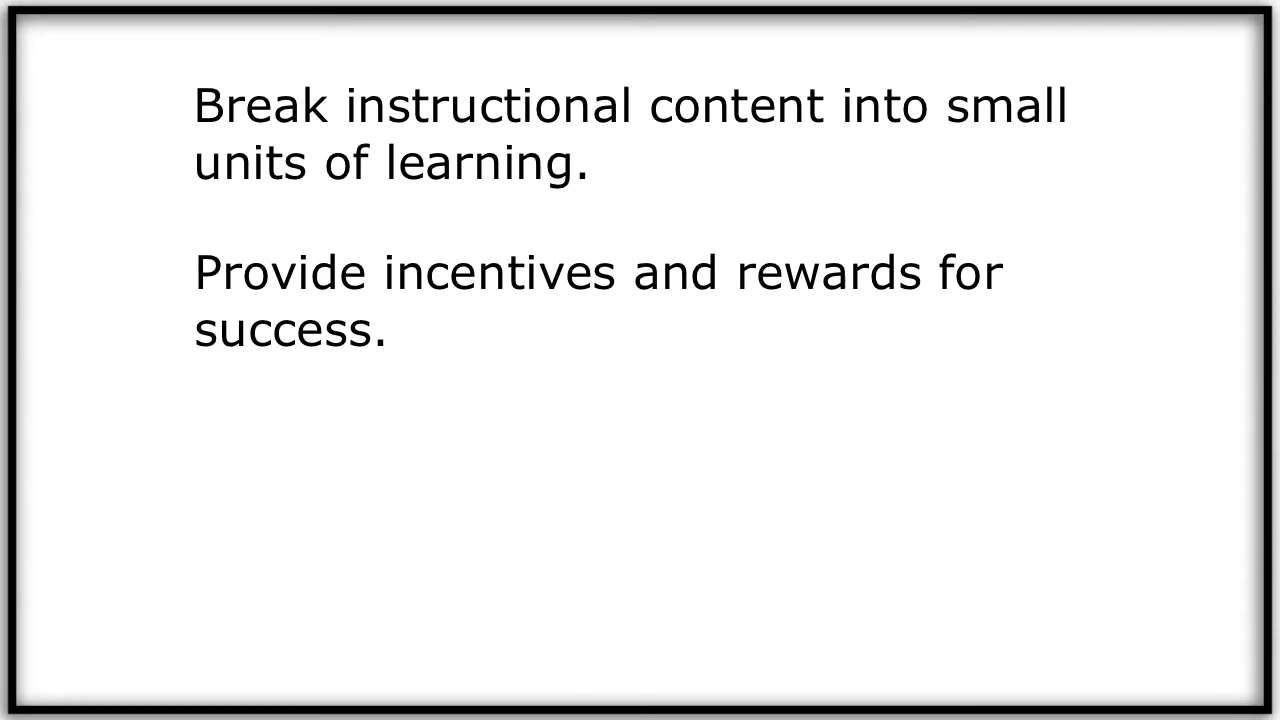 Break instructional content into small
units of learning.
Provide incentives and rewards for
success.